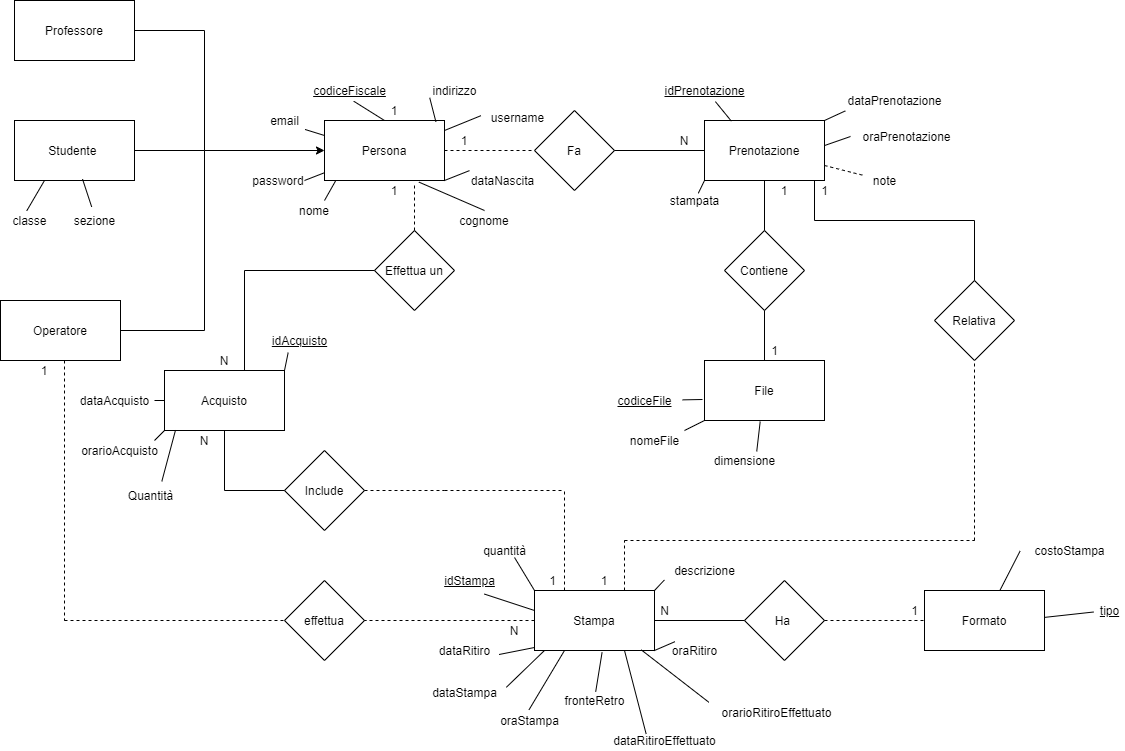 Professore
codiceFiscale
indirizzo
idPrenotazione
dataPrenotazione
1
email
username
oraPrenotazione
Studente
Persona
1
Fa
N
Prenotazione
password
dataNascita
note
1
1
1
nome
stampata
classe
sezione
cognome
Effettua un
Contiene
Operatore
Relativa
idAcquisto
1
N
1
File
dataAcquisto
Acquisto
codiceFile
N
nomeFile
orarioAcquisto
dimensione
Quantità
Include
quantità
costoStampa
descrizione
idStampa
1
1
N
1
tipo
effettua
Stampa
Ha
Formato
N
dataRitiro
oraRitiro
dataStampa
fronteRetro
orarioRitiroEffettuato
oraStampa
dataRitiroEffettuato